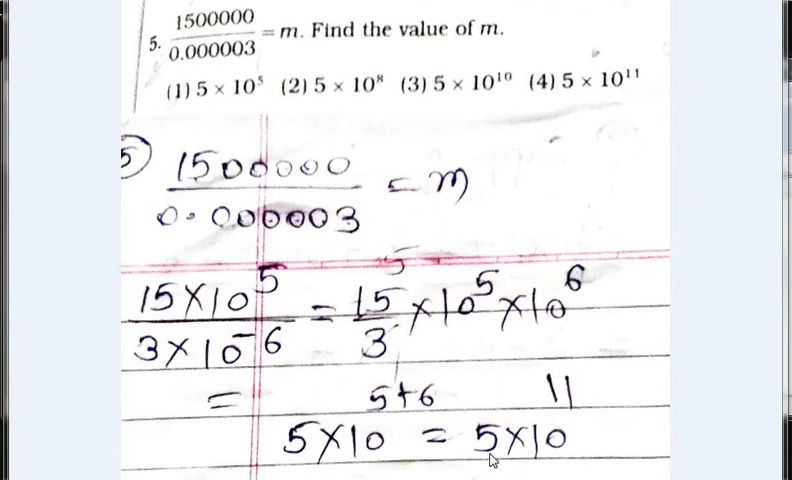 5. 1500000/0.000003 = m. Find the value of m.
(1) 5 × 10⁵ (2) 5 × 10⁸ (3) 5 × 10¹⁰ (4) 5 × 10¹¹
5) 1500000/0.000003 = m
15×10⁵/3×10⁻⁶ = 15/3 5 ×10⁵×10⁶
= 5×10⁵⁺⁶ = 5×10¹¹